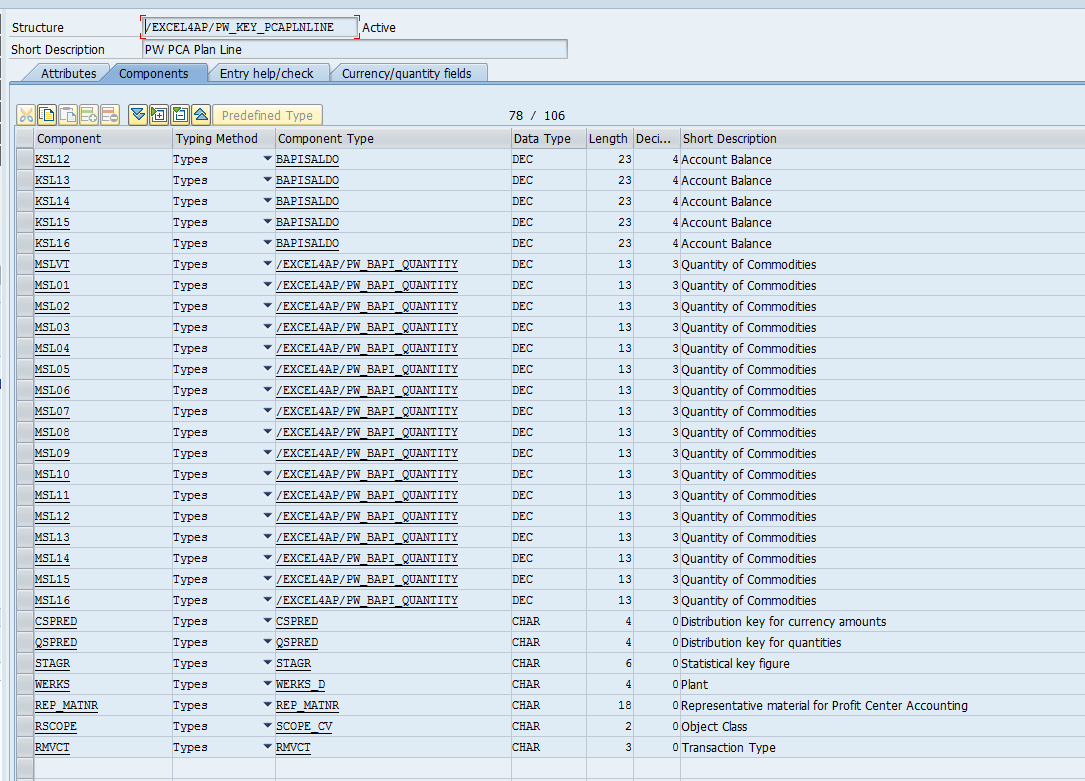 Structure /EXCEL4AP/PW_KEY_PCAPLNLINE Active
Short Description PW PCA Plan Line
Attributes Components Entry help/check Currency/quantity fields
Predefined Type 78 / 106
Component Typing Method Component Type Data Type Length Deci... Short Description
KSL12 Types BAPISALDO DEC 23 4 Account Balance
KSL13 Types BAPISALDO DEC 23 4 Account Balance
KSL14 Types BAPISALDO DEC 23 4 Account Balance
KSL15 Types BAPISALDO DEC 23 4 Account Balance
KSL16 Types BAPISALDO DEC 23 4 Account Balance
MSLVT Types /EXCEL4AP/PW_BAPI_QUANTITY DEC 13 3 Quantity of Commodities
MSL01 Types /EXCEL4AP/PW_BAPI_QUANTITY DEC 13 3 Quantity of Commodities
MSL02 Types /EXCEL4AP/PW_BAPI_QUANTITY DEC 13 3 Quantity of Commodities
MSL03 Types /EXCEL4AP/PW_BAPI_QUANTITY DEC 13 3 Quantity of Commodities
MSL04 Types /EXCEL4AP/PW_BAPI_QUANTITY DEC 13 3 Quantity of Commodities
MSL05 Types /EXCEL4AP/PW_BAPI_QUANTITY DEC 13 3 Quantity of Commodities
MSL06 Types /EXCEL4AP/PW_BAPI_QUANTITY DEC 13 3 Quantity of Commodities
MSL07 Types /EXCEL4AP/PW_BAPI_QUANTITY DEC 13 3 Quantity of Commodities
MSL08 Types /EXCEL4AP/PW_BAPI_QUANTITY DEC 13 3 Quantity of Commodities
MSL09 Types /EXCEL4AP/PW_BAPI_QUANTITY DEC 13 3 Quantity of Commodities
MSL10 Types /EXCEL4AP/PW_BAPI_QUANTITY DEC 13 3 Quantity of Commodities
MSL11 Types /EXCEL4AP/PW_BAPI_QUANTITY DEC 13 3 Quantity of Commodities
MSL12 Types /EXCEL4AP/PW_BAPI_QUANTITY DEC 13 3 Quantity of Commodities
MSL13 Types /EXCEL4AP/PW_BAPI_QUANTITY DEC 13 3 Quantity of Commodities
MSL14 Types /EXCEL4AP/PW_BAPI_QUANTITY DEC 13 3 Quantity of Commodities
MSL15 Types /EXCEL4AP/PW_BAPI_QUANTITY DEC 13 3 Quantity of Commodities
MSL16 Types /EXCEL4AP/PW_BAPI_QUANTITY DEC 13 3 Quantity of Commodities
CSPRED Types CSPRED CHAR 4 0 Distribution key for currency amounts
QSPRED Types QSPRED CHAR 4 0 Distribution key for quantities
STAGR Types STAGR CHAR 6 0 Statistical key figure
WERKS Types WERKS_D CHAR 4 0 Plant
REP_MATNR Types REP_MATNR CHAR 18 0 Representative material for Profit Center Accounting
RSCOPE Types SCOPE_CV CHAR 2 0 Object Class
RMVCT Types RMVCT CHAR 3 0 Transaction Type